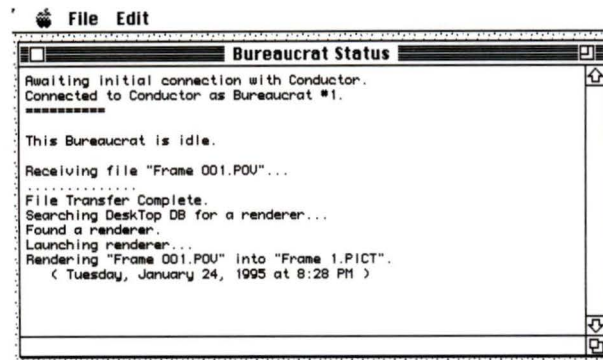 File Edit
Bureaucrat Status
Awaiting initial connection with Conductor.
Connected to Conductor as Bureaucrat #1.
==========
This Bureaucrat is idle.
Receiving file "Frame 001.POV"...
..............
File Transfer Complete.
Searching DeskTop DB for a renderer...
Found a renderer.
Launching renderer...
Rendering "Frame 001.POV" into "Frame 1.PICT".
( Tuesday, January 24, 1995 at 8:28 PM )